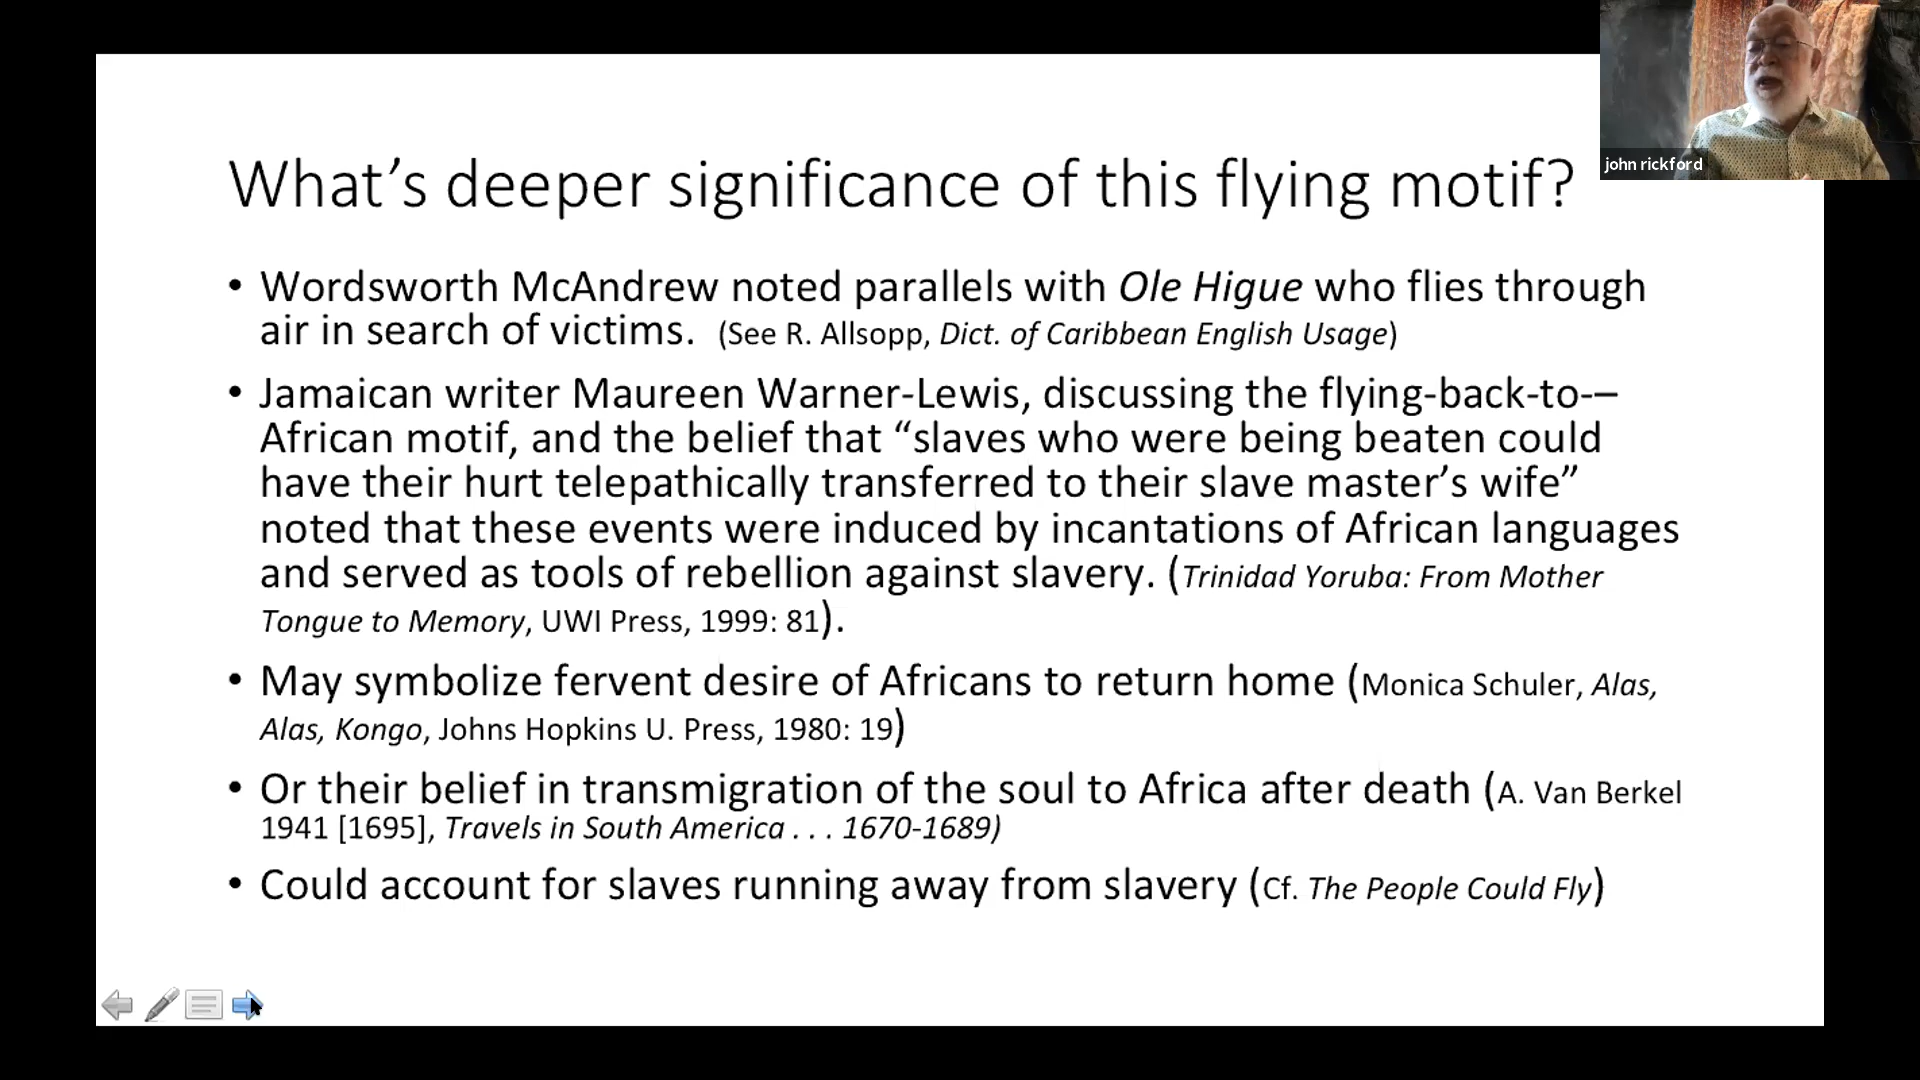 john rickford
What’s deeper significance of this flying motif?
• Wordsworth McAndrew noted parallels with Ole Higue who flies through
air in search of victims. (See R. Allsopp, Dict. of Caribbean English Usage)
• Jamaican writer Maureen Warner-Lewis, discussing the flying-back-to-–
African motif, and the belief that “slaves who were being beaten could
have their hurt telepathically transferred to their slave master’s wife”
noted that these events were induced by incantations of African languages
and served as tools of rebellion against slavery. (Trinidad Yoruba: From Mother
Tongue to Memory, UWI Press, 1999: 81).
• May symbolize fervent desire of Africans to return home (Monica Schuler, Alas,
Alas, Kongo, Johns Hopkins U. Press, 1980: 19)
• Or their belief in transmigration of the soul to Africa after death (A. Van Berkel
1941 [1695], Travels in South America . . . 1670-1689)
• Could account for slaves running away from slavery (Cf. The People Could Fly)